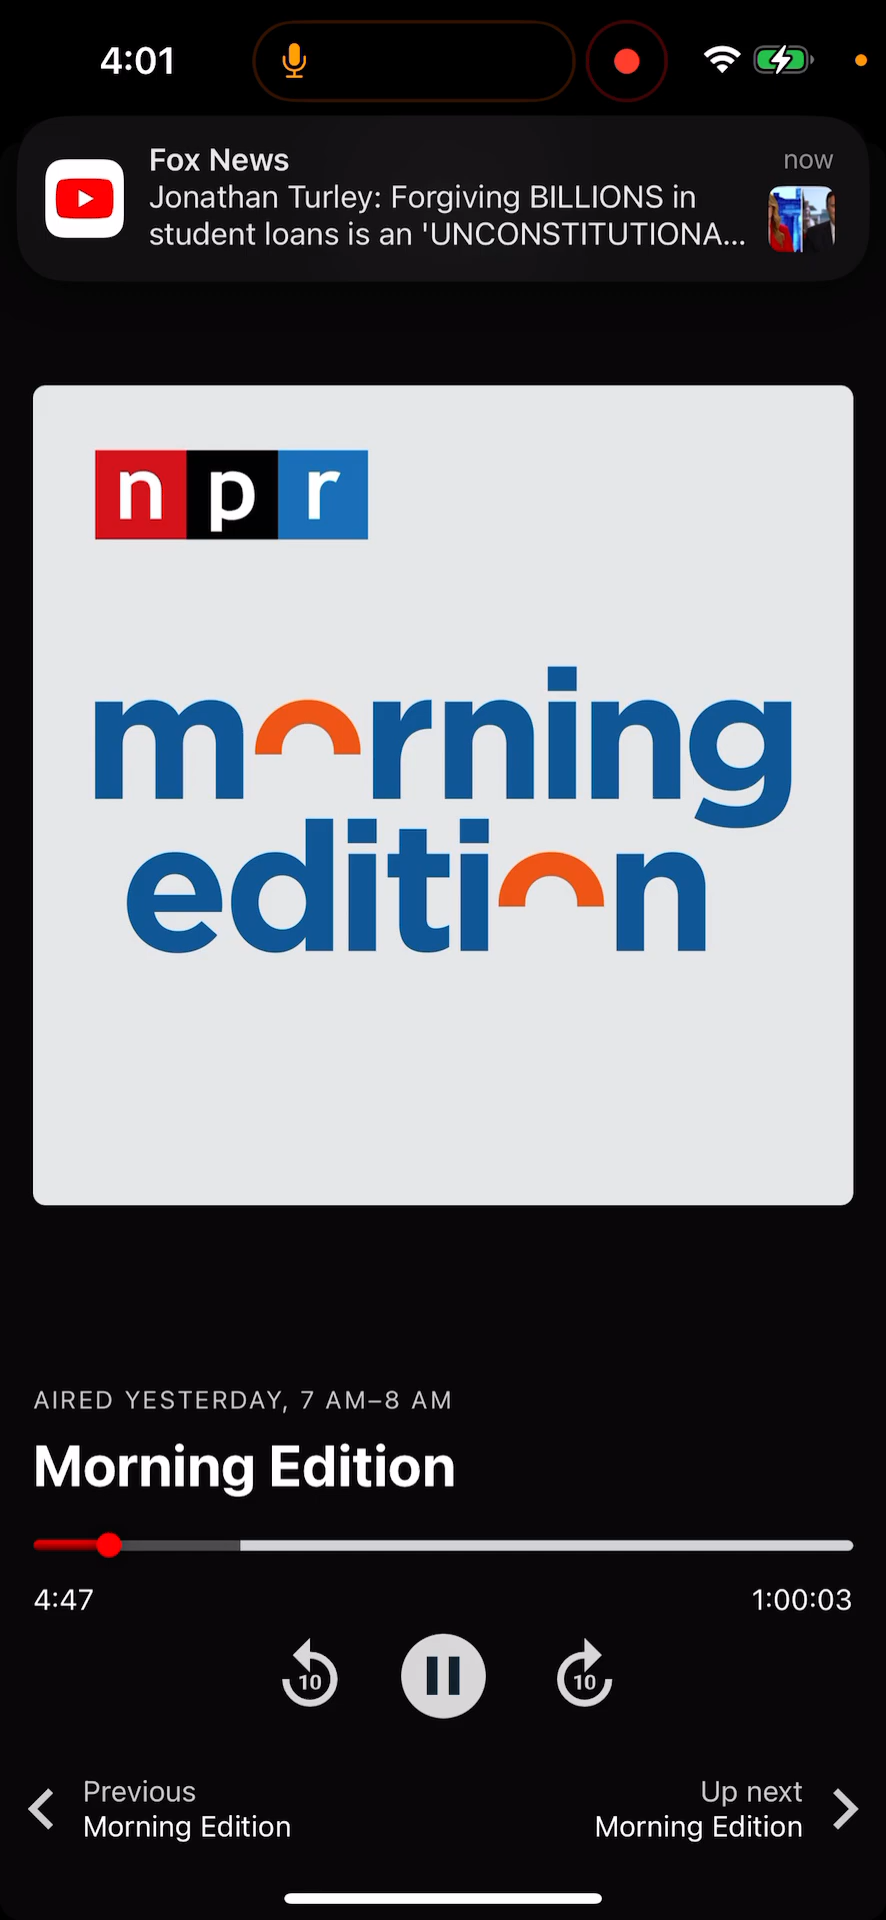 4:01
Fox News
now
Jonathan Turley: Forgiving BILLIONS in
student loans is an 'UNCONSTITUTIONA...
npr
morning
edition
AIRED YESTERDAY, 7 AM–8 AM
Morning Edition
4:47
1:00:03
10
10
Previous
Morning Edition
Up next
Morning Edition